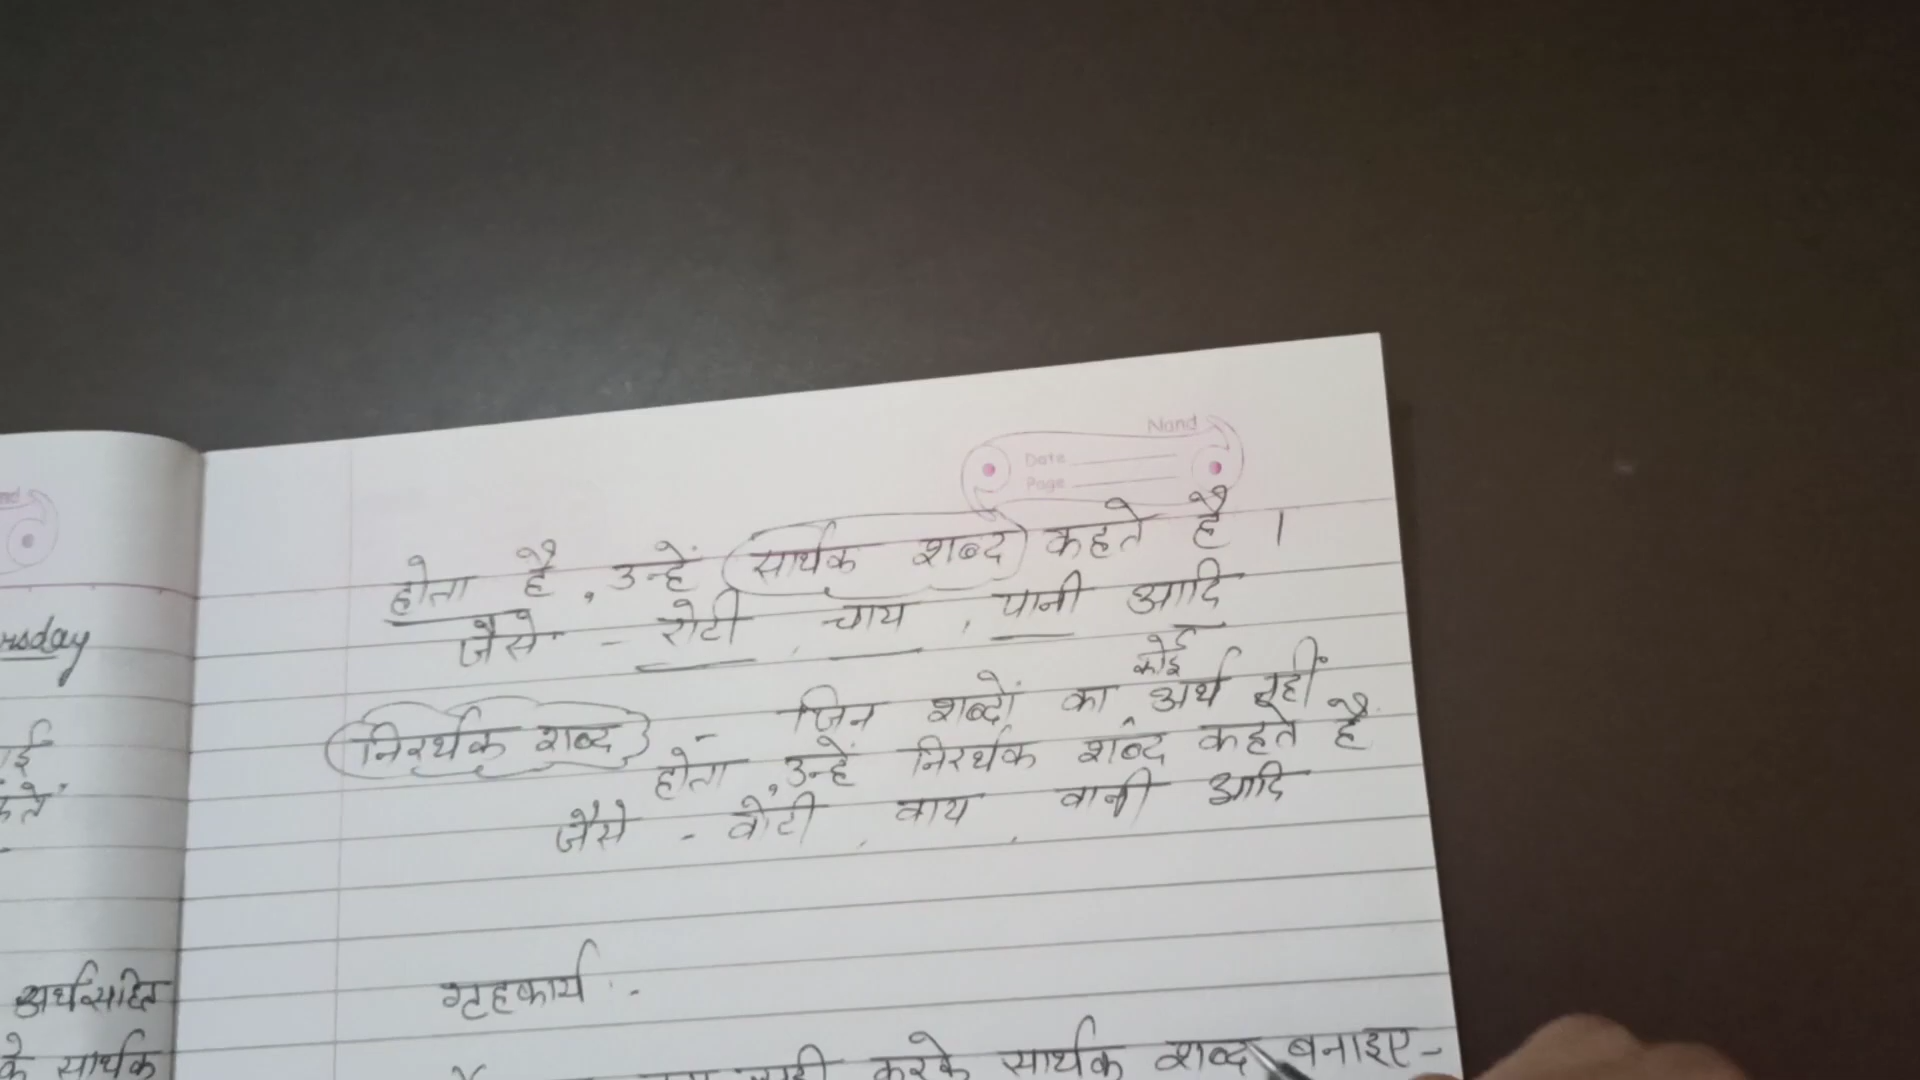 Nand
Date
Page
होता है, उन्हें सार्थक शब्द कहते है ।
जैसे - रोटी, चाय, पानी आदि
निरर्थक शब्द - जिन शब्दों का कोई अर्थ नहीं
होता, उन्हें निरर्थक शब्द कहते है
जैसे - वोटी, वाय, वानी आदि
गृहकार्य :-
करके सार्थक शब्द बनाइए-
rsday
अर्थसहित
के सार्थक